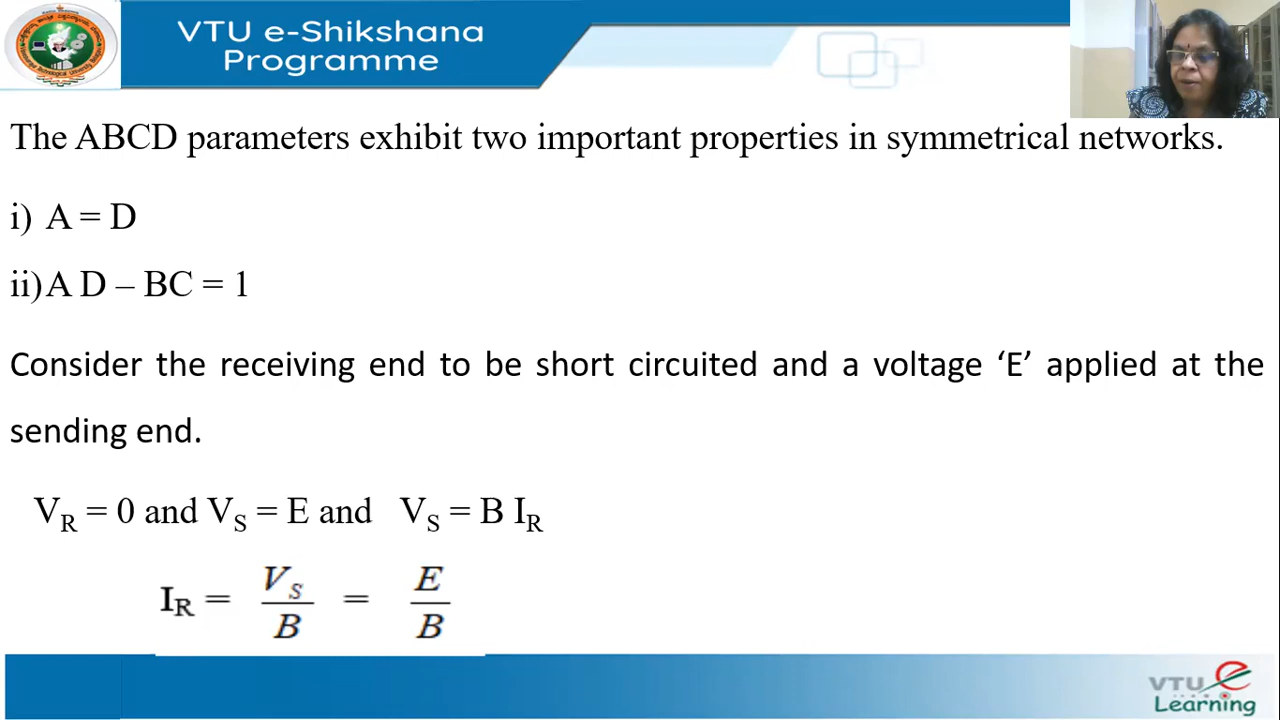 VTU e-Shikshana
Programme
The ABCD parameters exhibit two important properties in symmetrical networks.
i) A = D
ii) A D – BC = 1
Consider the receiving end to be short circuited and a voltage ‘E’ applied at the
sending end.
V_R = 0 and V_S = E and V_S = B I_R
I_R = V_S / B = E / B
VTU e
Learning